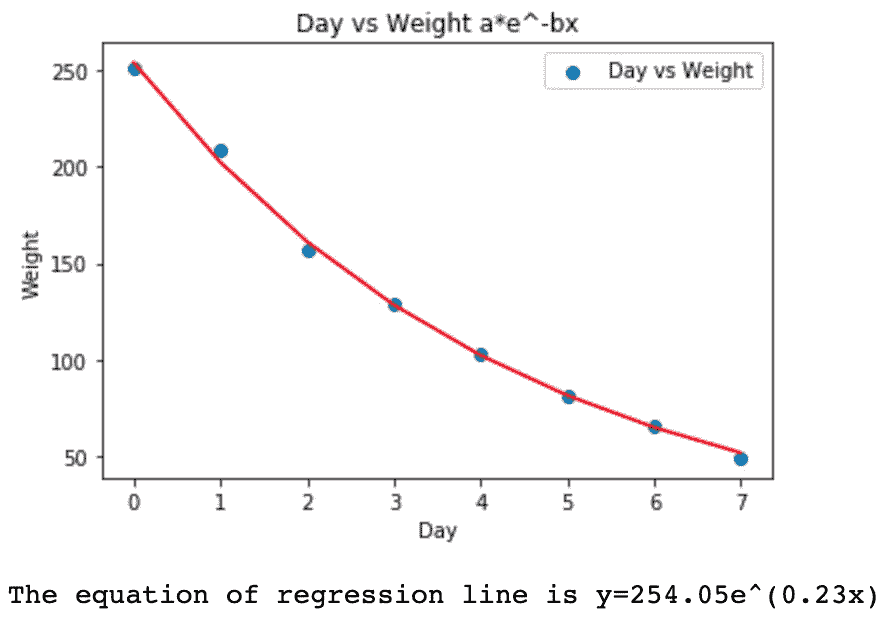 Day vs Weight a*e^-bx
Day vs Weight
250
200
150
100
50
Weight
0 1 2 3 4 5 6 7
Day
The equation of regression line is y=254.05e^(0.23x)